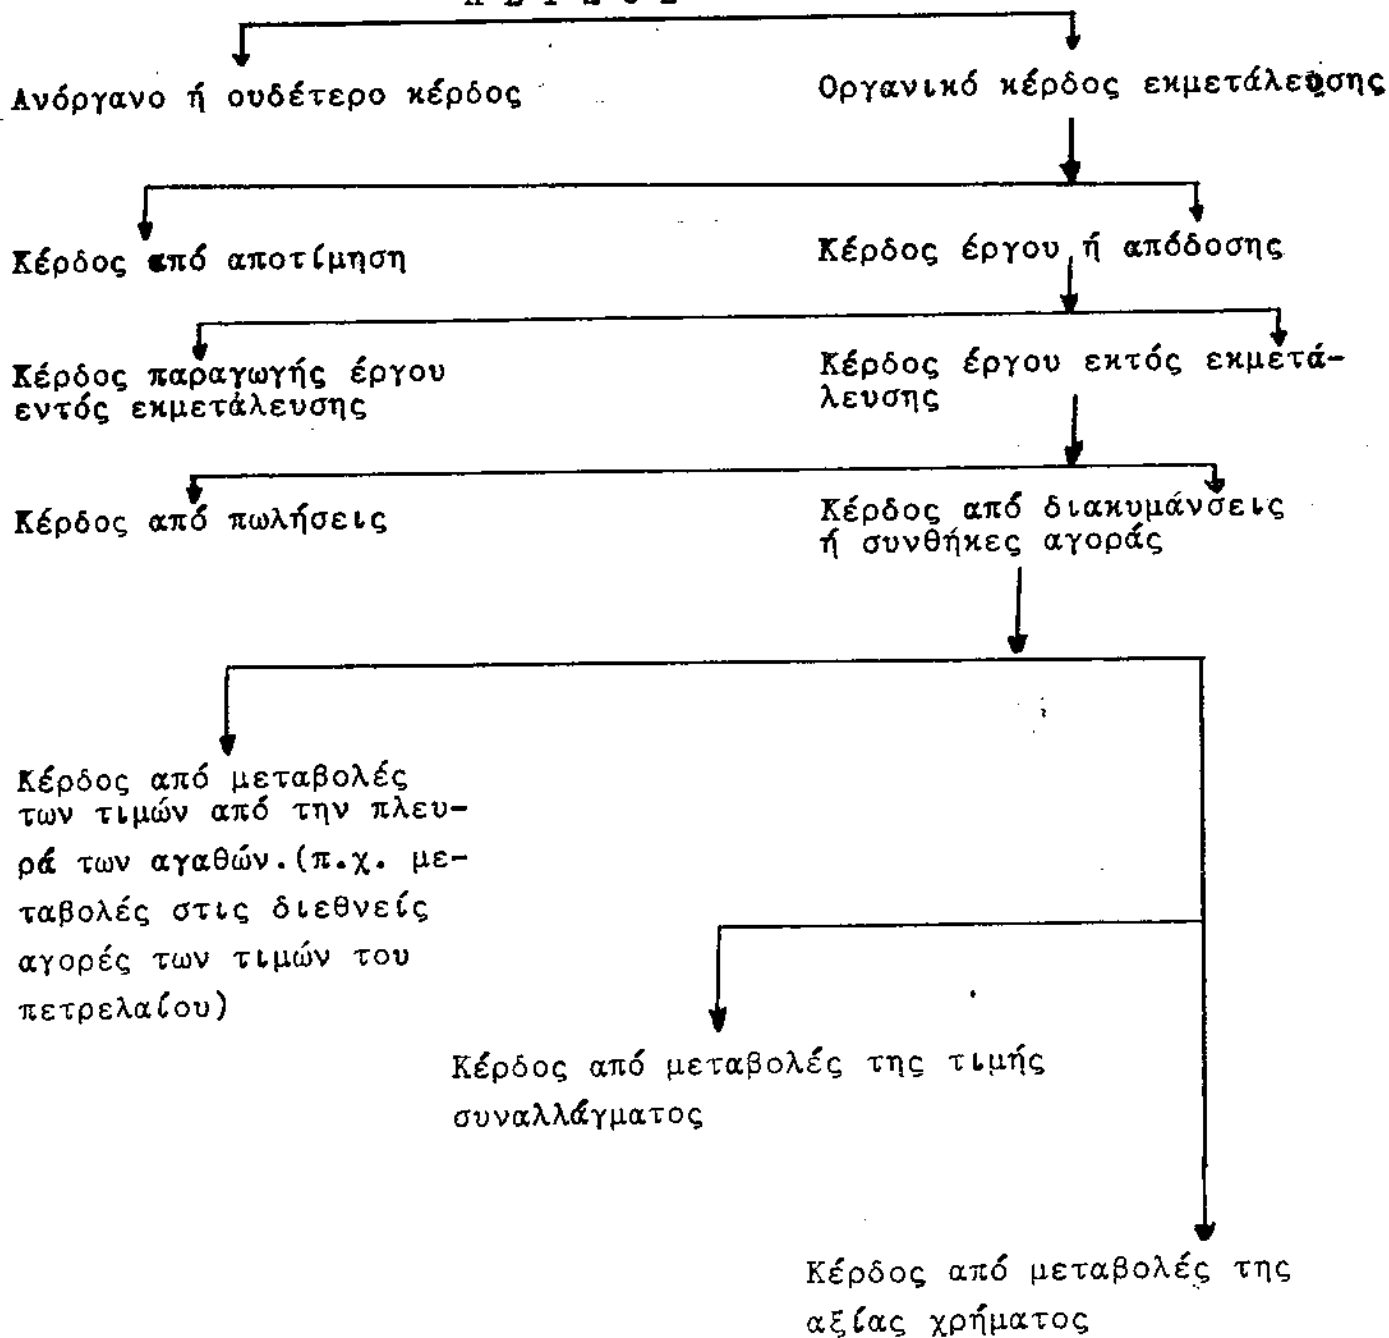 Ανόργανο ή ουδέτερο κέρδος
Οργανικό κέρδος εκμετάλευσης
Κέρδος από αποτίμηση
Κέρδος έργου ή απόδοσης
Κέρδος παραγωγής έργου
εντός εκμετάλευσης
Κέρδος έργου εκτός εκμετά-
λευσης
Κέρδος από πωλήσεις
Κέρδος από διακυμάνσεις
ή συνθήκες αγοράς
Κέρδος από μεταβολές
των τιμών από την πλευ-
ρά των αγαθών.(π.χ. με-
ταβολές στις διεθνείς
αγορές των τιμών του
πετρελαίου)
Κέρδος από μεταβολές της τιμής
συναλλάγματος
Κέρδος από μεταβολές της
αξίας χρήματος